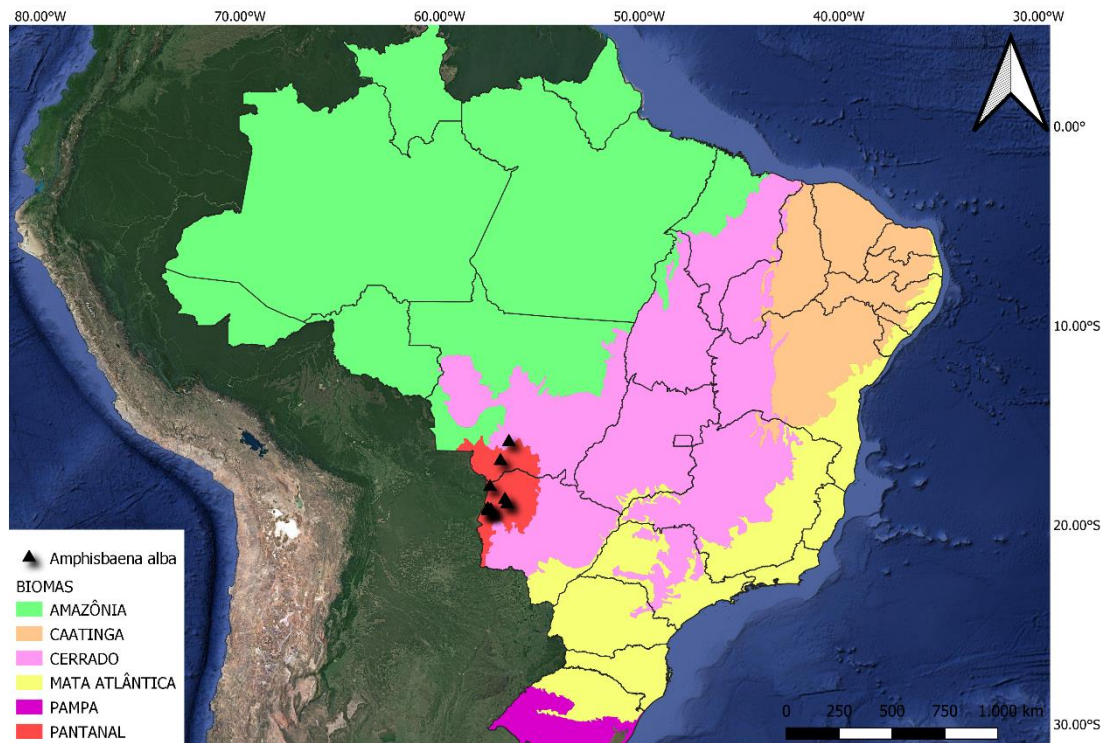 80.00°W 70.00°W 60.00°W 50.00°W 40.00°W 30.00°W
0.00°
10.00°S
20.00°S
30.00°S
Amphisbaena alba
BIOMAS
AMAZÔNIA
CAATINGA
CERRADO
MATA ATLÂNTICA
PAMPA
PANTANAL
0 250 500 750 1.000 km